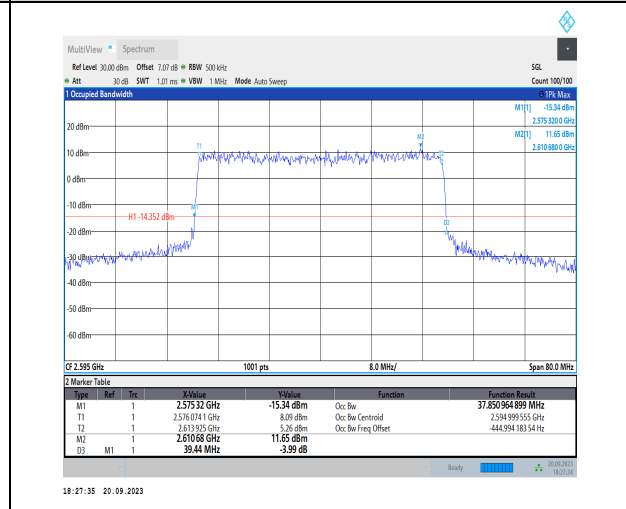 MultiView Spectrum
Ref Level 30.00 dBm Offset 7.07 dB RBW 500 kHz SGL
Att 30 dB SWT 1.01 ms VBW 1 MHz Mode Auto Sweep Count 100/100
1 Occupied Bandwidth 1Pk Max
M1[1] -15.34 dBm
2.575 320 0 GHz
M2[1] 11.65 dBm
2.610 680 0 GHz
20 dBm
M2
T1
10 dBm
T2
0 dBm
-10 dBm
M1
H1 -14.352 dBm
D3
-20 dBm
-30 dBm
-40 dBm
-50 dBm
-60 dBm
CF 2.595 GHz 1001 pts 8.0 MHz/ Span 80.0 MHz
2 Marker Table
Type Ref Trc X-Value Y-Value Function Function Result
M1 1 2.575 32 GHz -15.34 dBm Occ Bw 37.850 964 899 MHz
T1 1 2.576 074 1 GHz 8.09 dBm Occ Bw Centroid 2.594 999 555 GHz
T2 1 2.613 925 GHz 5.26 dBm Occ Bw Freq Offset -444.994 183 54 Hz
M2 1 2.610 68 GHz 11.65 dBm
D3 M1 1 39.44 MHz -3.99 dB
Ready 20.09.2023
18:27:34
18:27:35 20.09.2023